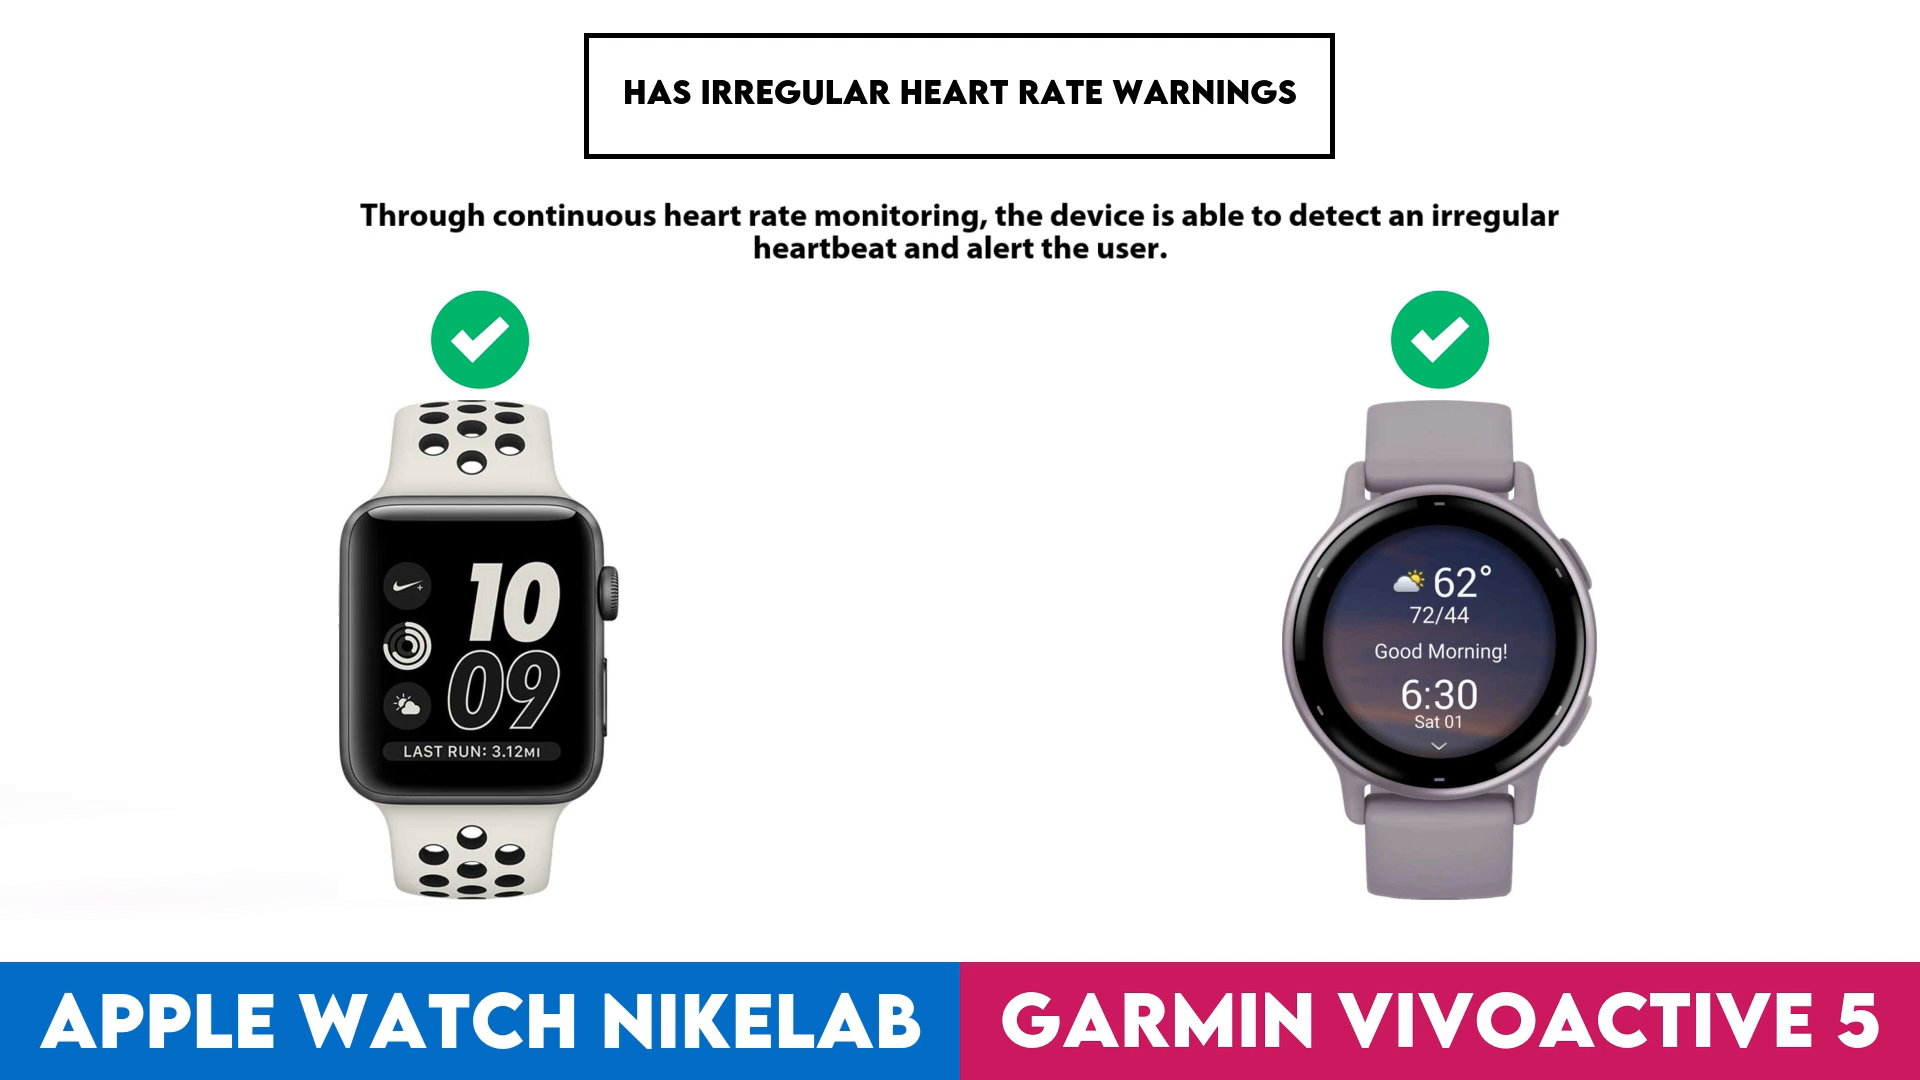 HAS IRREGULAR HEART RATE WARNINGS
Through continuous heart rate monitoring, the device is able to detect an irregular
heartbeat and alert the user.
10
09
LAST RUN: 3.12MI
62°
72/44
Good Morning!
6:30
Sat 01
APPLE WATCH NIKELAB
GARMIN VIVOACTIVE 5